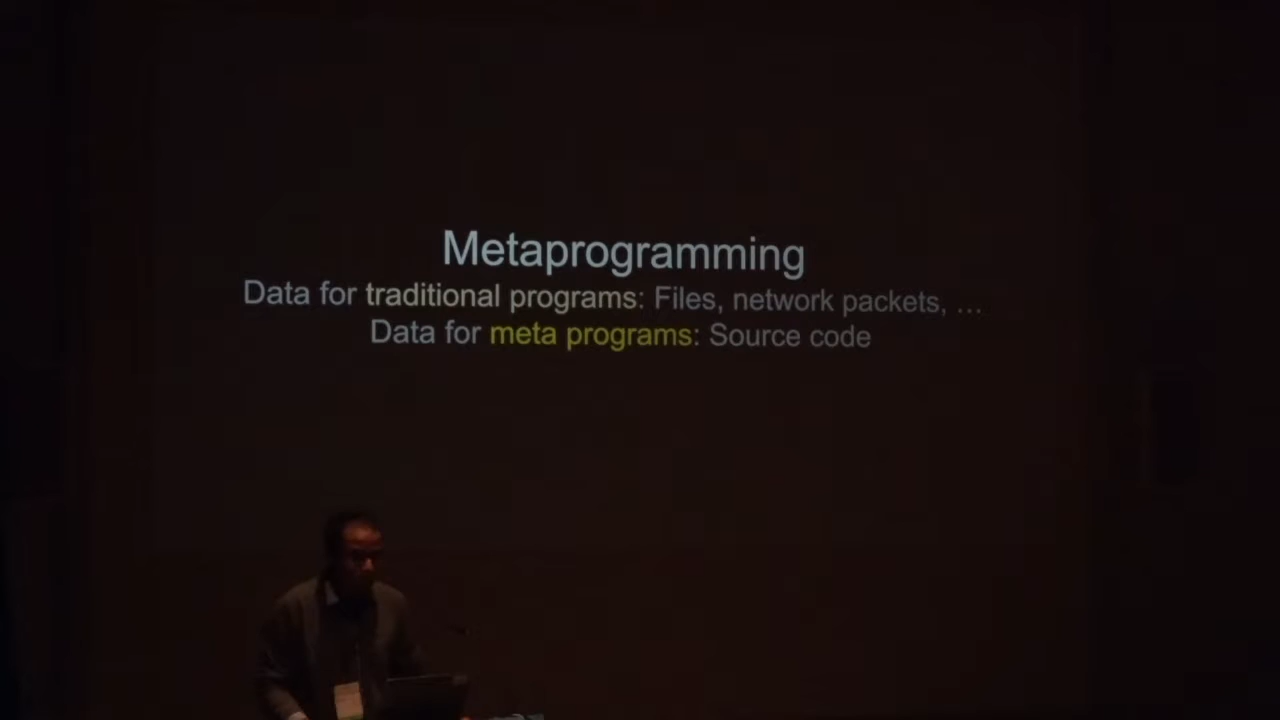 Metaprogramming
Data for traditional programs: Files, network packets, …
Data for meta programs: Source code